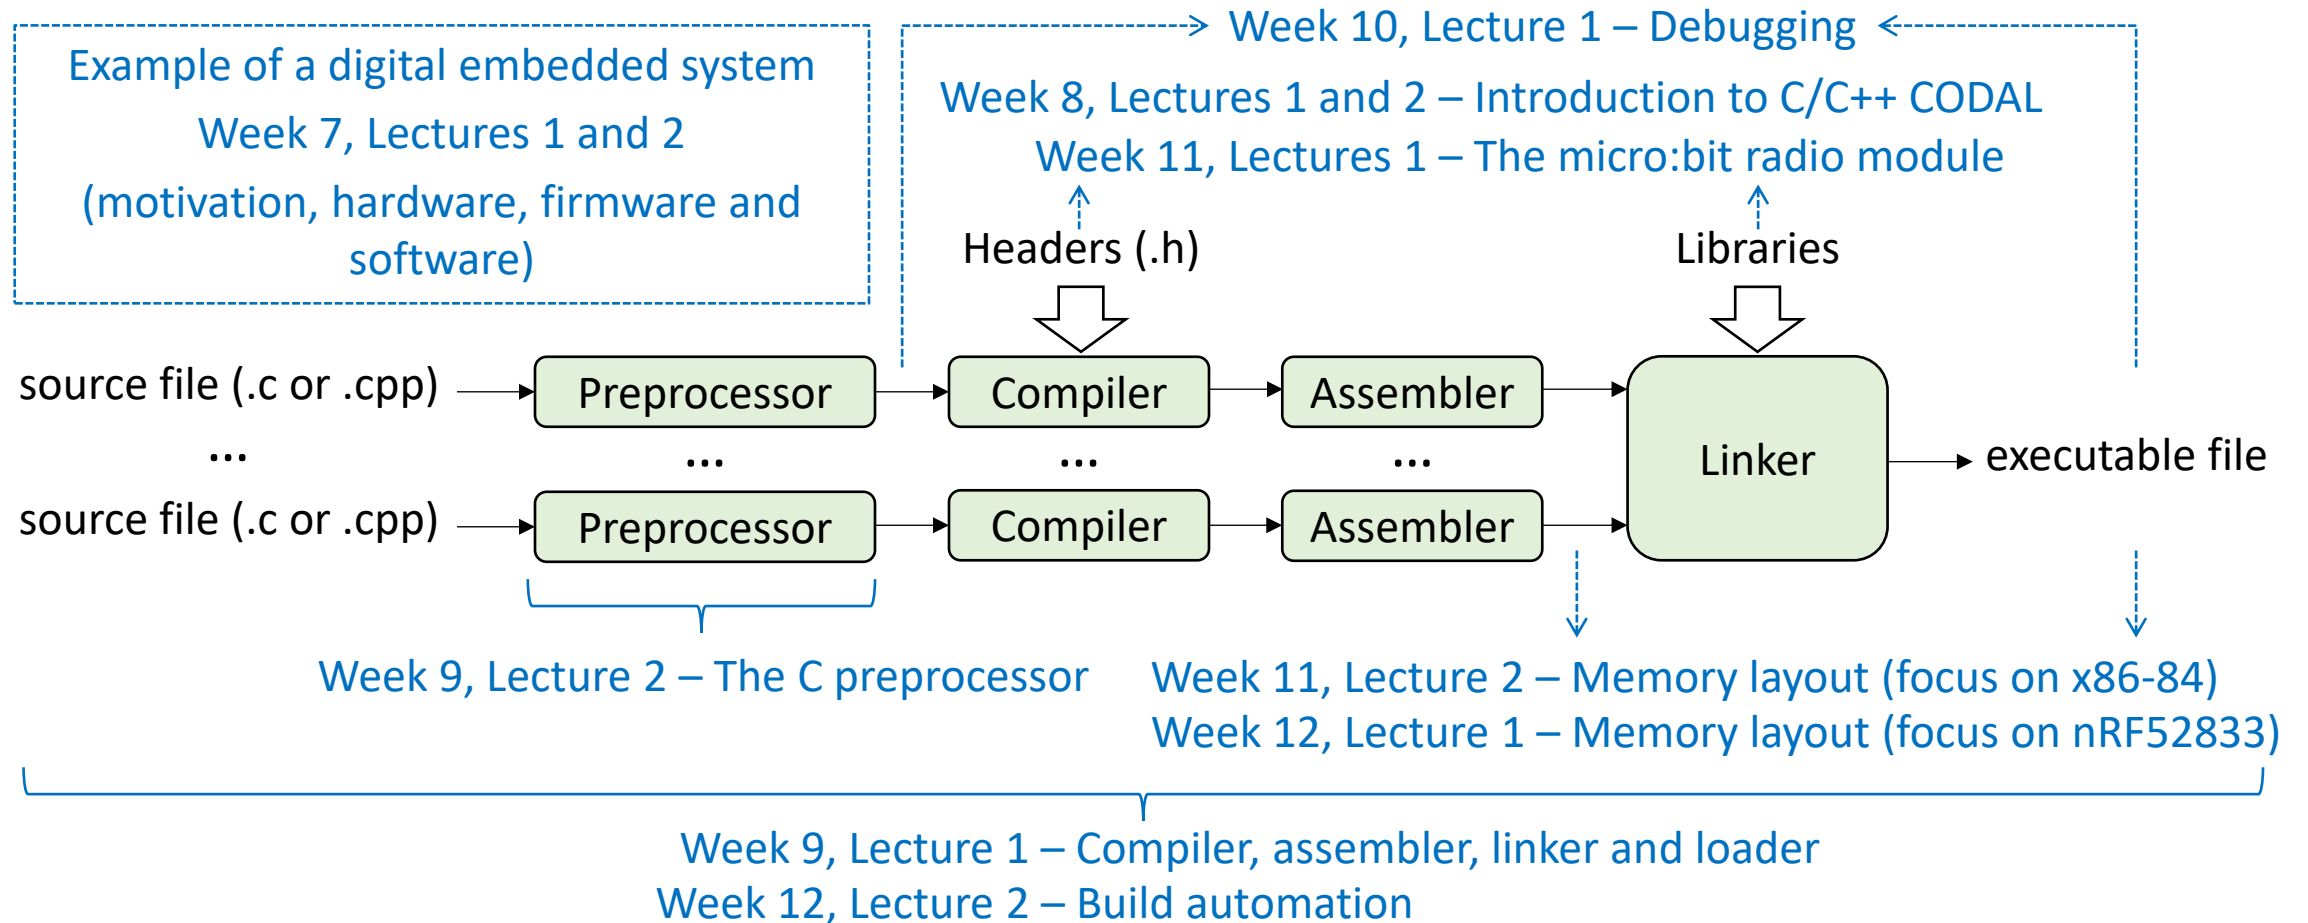 Week 10, Lecture 1 – Debugging
Example of a digital embedded system
Week 7, Lectures 1 and 2
(motivation, hardware, firmware and
software)
Week 8, Lectures 1 and 2 – Introduction to C/C++ CODAL
Week 11, Lectures 1 – The micro:bit radio module
Headers (.h)
Libraries
source file (.c or .cpp)
Preprocessor
Compiler
Assembler
...
...
...
...
Linker
executable file
source file (.c or .cpp)
Preprocessor
Compiler
Assembler
Week 9, Lecture 2 – The C preprocessor
Week 11, Lecture 2 – Memory layout (focus on x86-84)
Week 12, Lecture 1 – Memory layout (focus on nRF52833)
Week 9, Lecture 1 – Compiler, assembler, linker and loader
Week 12, Lecture 2 – Build automation